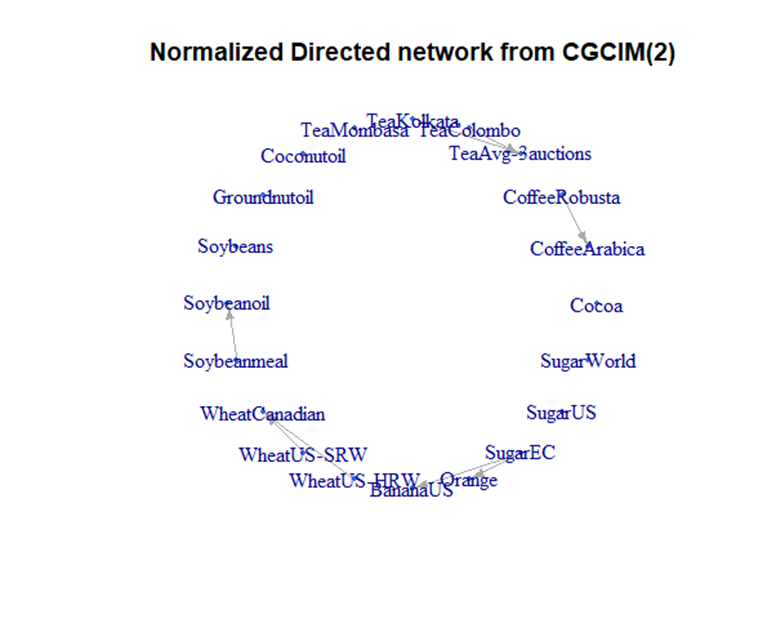 Normalized Directed network from CGCIM(2)
TeaKolkata
TeaMombasa TeaColombo
Coconutoil TeaAvg-3auctions
Groundnutoil CoffeeRobusta
Soybeans CoffeeArabica
Soybeanoil Cocoa
Soybeanmeal SugarWorld
WheatCanadian SugarUS
WheatUS-SRW SugarEC
WheatUS-HRW Orange
BananaUS